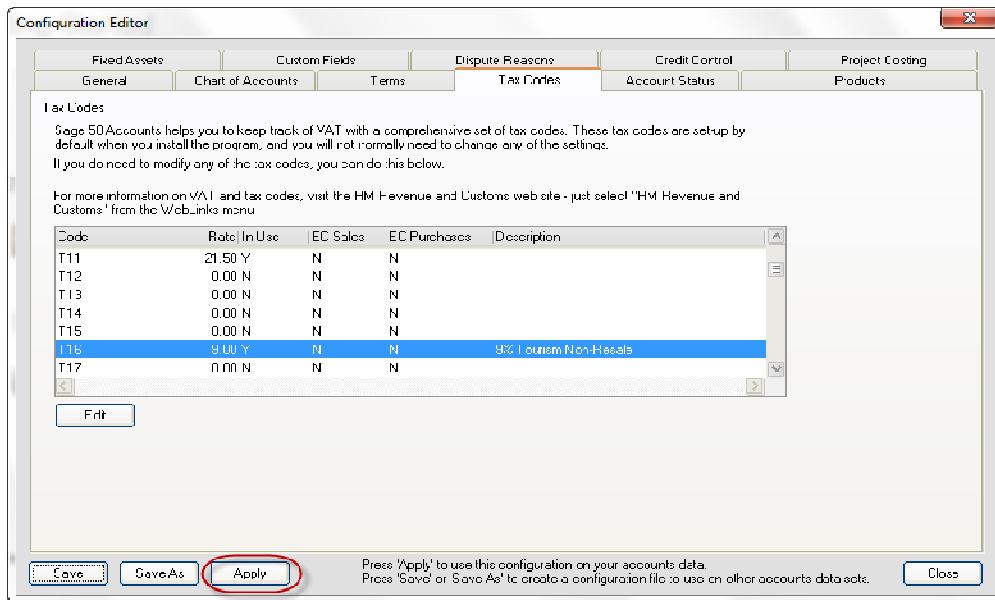 Configuration Editor
Fixed Assets Custom Fields Dispute Reasons Credit Control Project Costing
General Chart of Accounts Terms Tax Codes Account Status Products
Tax Codes
Sage 50 Accounts helps you to keep track of VAT with a comprehensive set of tax codes. These tax codes are set-up by
default when you install the program, and you will not normally need to change any of the settings.
If you do need to modify any of the tax codes, you can do this below.
For more information on VAT and tax codes, visit the HM Revenue and Customs web site - just select "HM Revenue and
Customs" from the WebLinks menu
Code Rate In Use EC Sales EC Purchases Description
T11 21.50 Y N N
T12 0.00 N N N
T13 0.00 N N N
T14 0.00 N N N
T15 0.00 N N N
T16 9.00 Y N N 9% Tourism Non-Resale
T17 0.00 N N N
Edit
Save Save As Apply Press 'Apply' to use this configuration on your accounts data.
Press 'Save' or 'Save As' to create a configuration file to use on other accounts data sets. Close